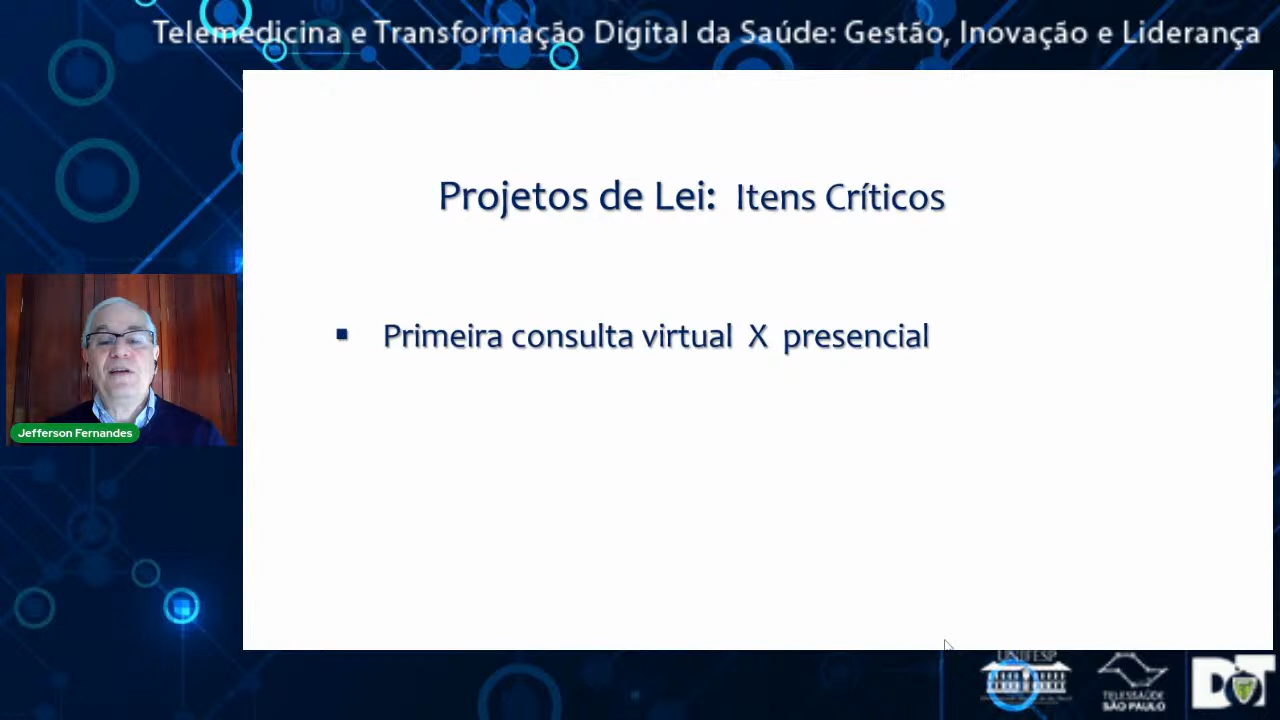 Telemedicina e Transformação Digital da Saúde: Gestão, Inovação e Liderança
Projetos de Lei: Itens Críticos
▪ Primeira consulta virtual X presencial
Jefferson Fernandes
UNIFESP
TELESSAÚDE
SÃO PAULO